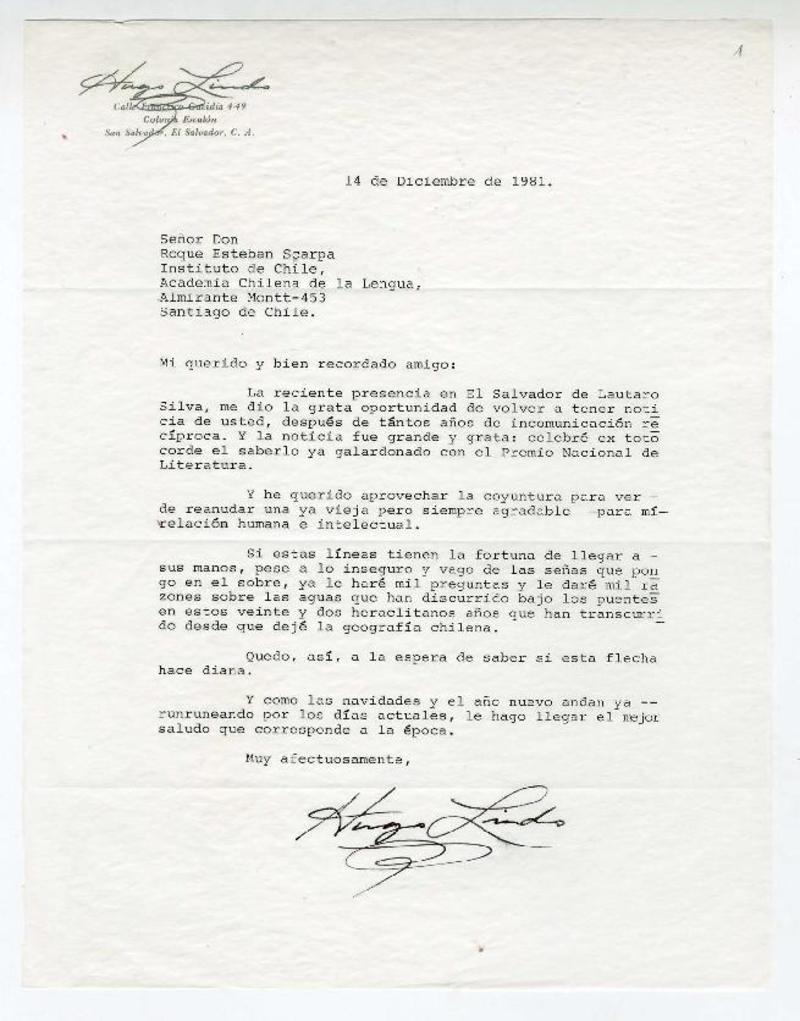 1
Hugo Lindo
Calle Francisco Gavidia 449
Colonia Escalón
San Salvador, El Salvador, C. A.
14 de Diciembre de 1981.
Señor Don
Roque Esteban Scarpa
Instituto de Chile,
Academia Chilena de la Lengua,
Almirante Montt-453
Santiago de Chile.
Mi querido y bien recordado amigo:
La reciente presencia en El Salvador de Lautaro
Silva, me dio la grata oportunidad de volver a tener noti
cia de usted, después de tántos años de incomunicación re
cíproca. Y la noticia fue grande y grata: celebré ex toto
corde el saberlo ya galardonado con el Premio Nacional de
Literatura.
Y he querido aprovechar la coyuntura para ver -
de reanudar una ya vieja pero siempre agradable -para mí-
relación humana e intelectual.
Si estas líneas tienen la fortuna de llegar a -
sus manos, pese a lo inseguro y vago de las señas que pon
go en el sobre, ya le haré mil preguntas y le daré mil ra
zones sobre las aguas que han discurrido bajo los puentes
en estos veinte y dos heraclitanos años que han transcurri
do desde que dejé la geografía chilena.
Quedo, así, a la espera de saber si esta flecha
hace diana.
Y como las navidades y el año nuevo andan ya --
runruneando por los días actuales, le hago llegar el mejor
saludo que corresponde a la época.
Muy afectuosamente,
Hugo Lindo